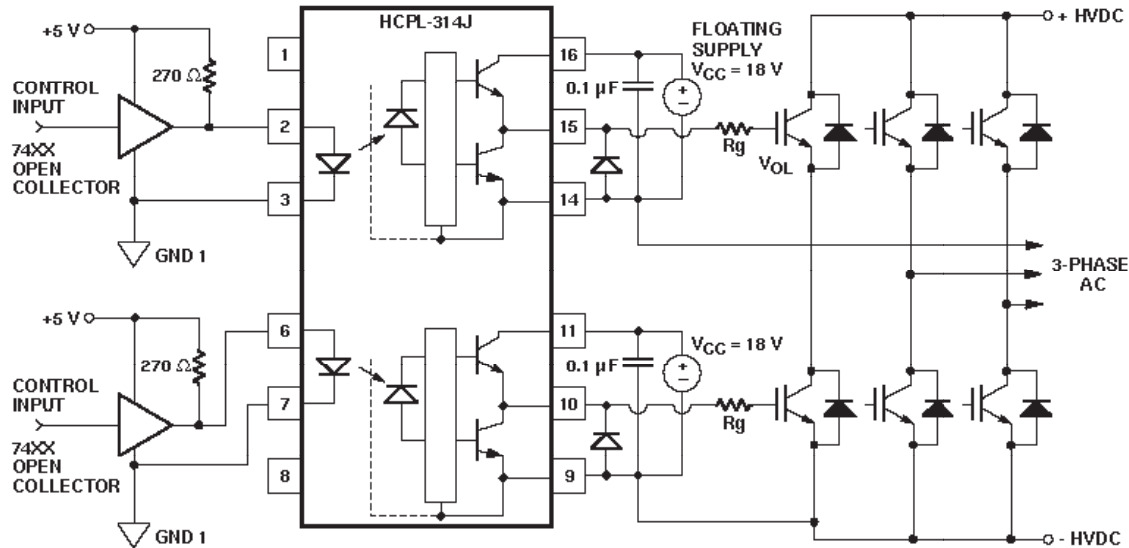 HCPL-314J
+5 V
270 Ω
CONTROL
INPUT
74XX
OPEN
COLLECTOR
GND 1
1
2
3
16
15
14
0.1 µF
FLOATING
SUPPLY
VCC = 18 V
Rg
VOL
+ HVDC
3-PHASE
AC
+5 V
270 Ω
CONTROL
INPUT
74XX
OPEN
COLLECTOR
GND 1
6
7
8
11
10
9
0.1 µF
VCC = 18 V
Rg
- HVDC